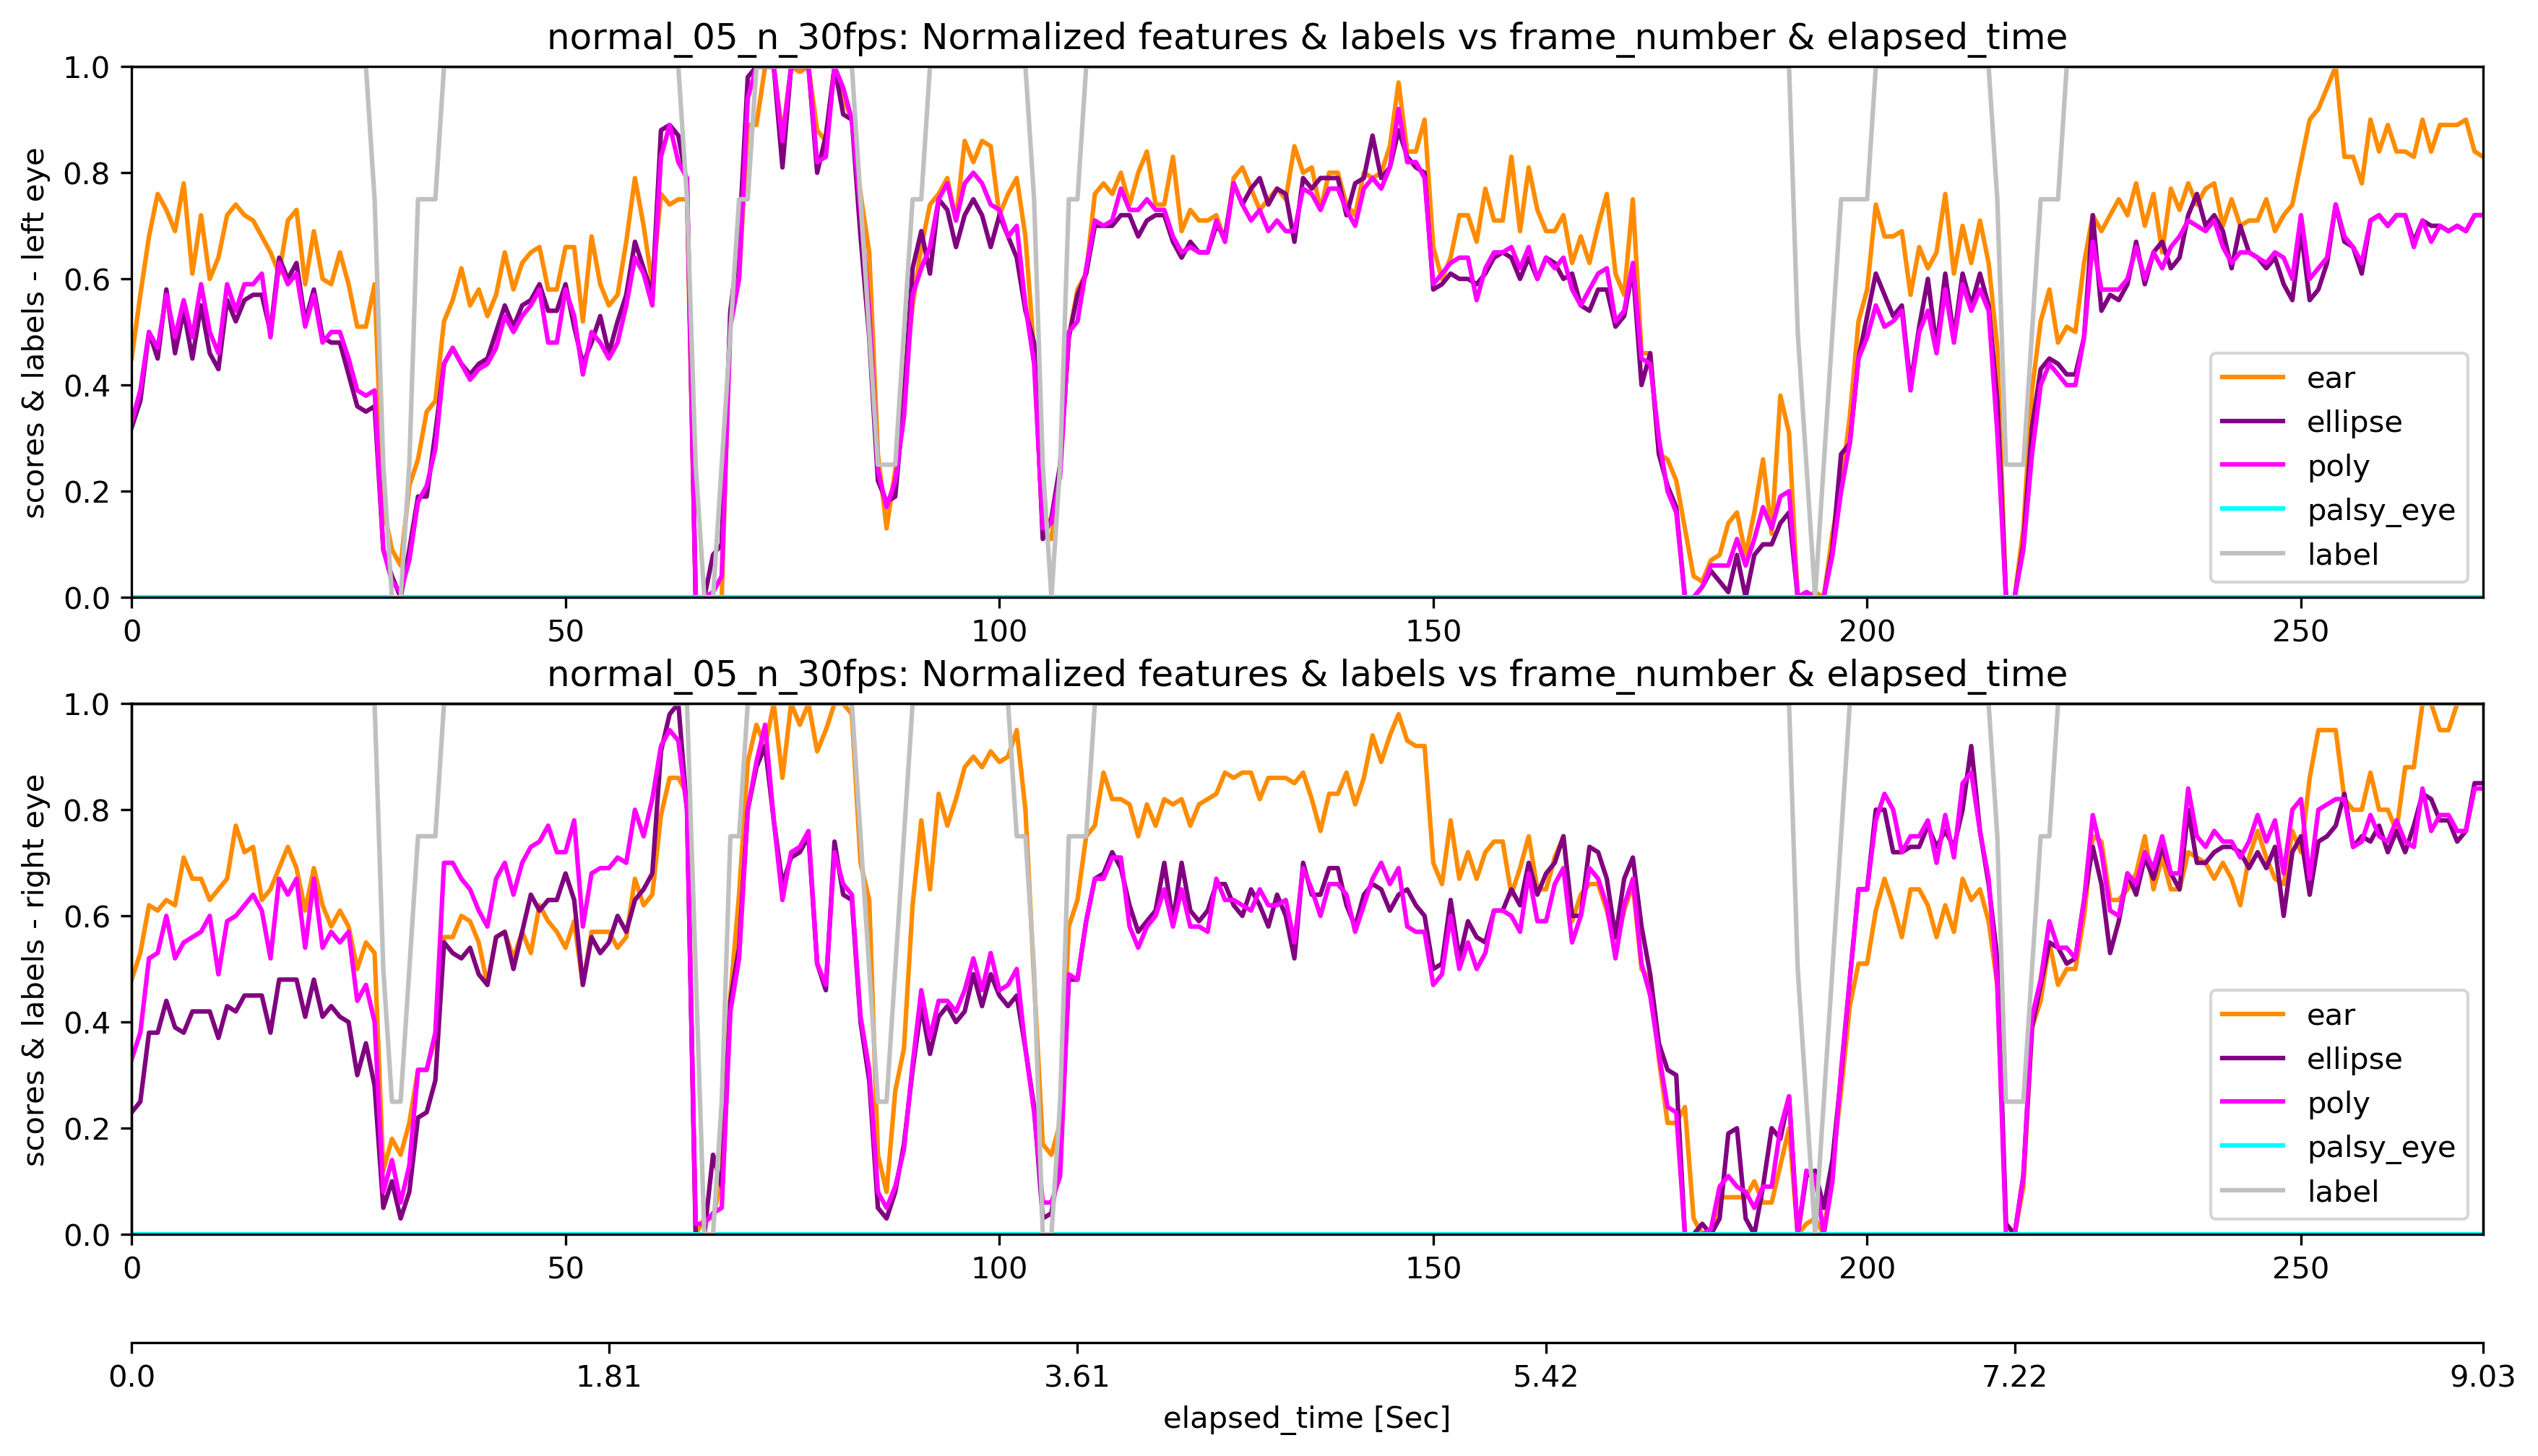 normal_05_n_30fps: Normalized features & labels vs frame_number & elapsed_time
scores & labels - left eye
1.0
0.8
0.6
0.4
0.2
0.0
0 50 100 150 200 250
ear
ellipse
poly
palsy_eye
label
normal_05_n_30fps: Normalized features & labels vs frame_number & elapsed_time
scores & labels - right eye
1.0
0.8
0.6
0.4
0.2
0.0
0 50 100 150 200 250
ear
ellipse
poly
palsy_eye
label
0.0 1.81 3.61 5.42 7.22 9.03
elapsed_time [Sec]